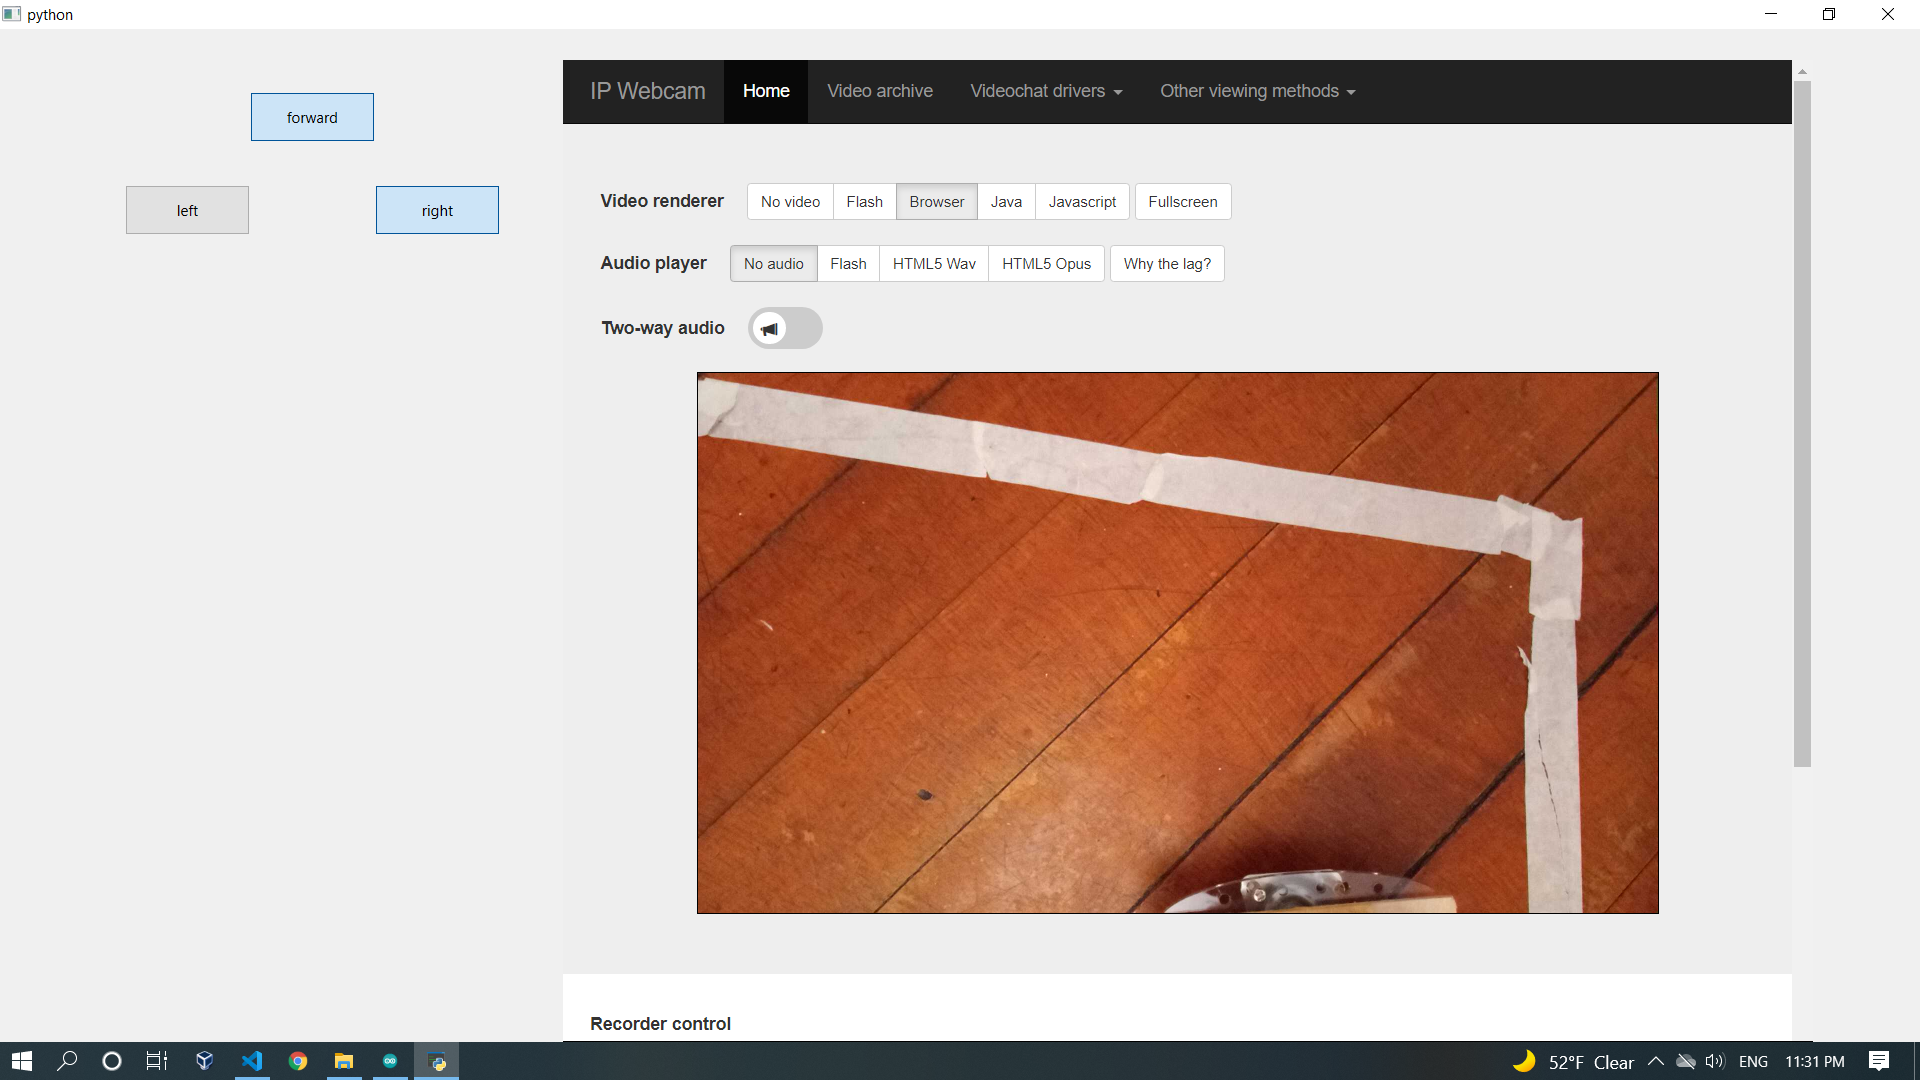 python
forward
left
right
IP Webcam Home Video archive Videochat drivers Other viewing methods
Video renderer No video Flash Browser Java Javascript Fullscreen
Audio player No audio Flash HTML5 Wav HTML5 Opus Why the lag?
Two-way audio
Recorder control
52°F Clear ENG 11:31 PM